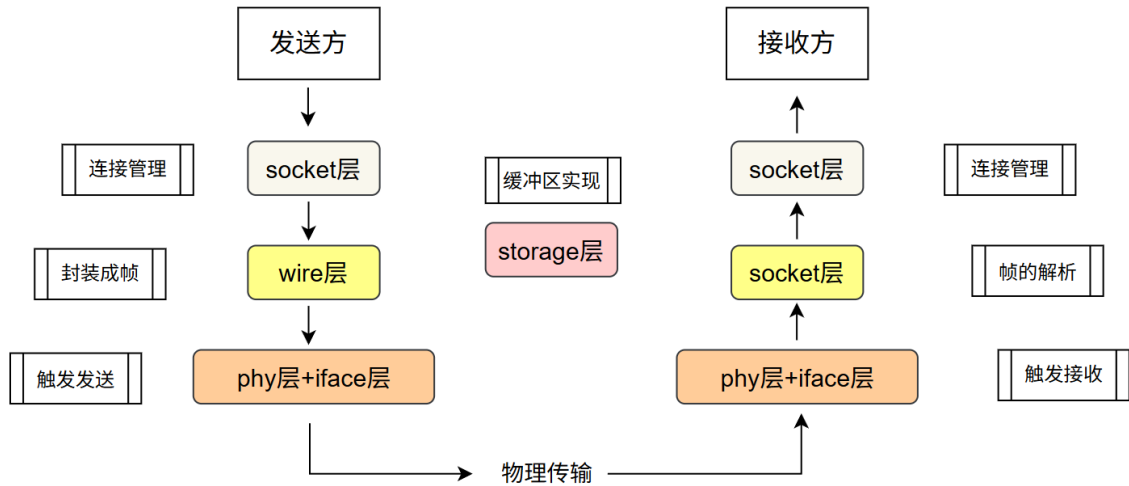 发送方
接收方
连接管理
socket层
缓冲区实现
socket层
连接管理
封装成帧
wire层
storage层
socket层
帧的解析
触发发送
phy层+iface层
phy层+iface层
触发接收
物理传输